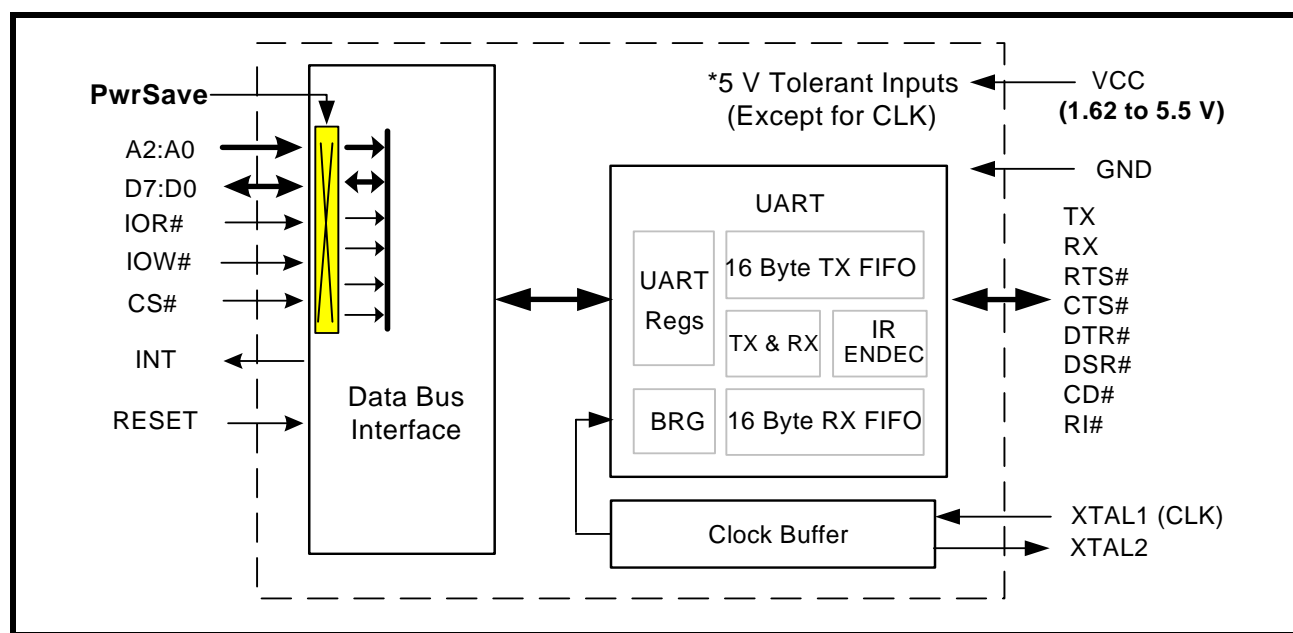 PwrSave
A2:A0
D7:D0
IOR#
IOW#
CS#
INT
RESET
Data Bus
Interface
*5 V Tolerant Inputs
(Except for CLK)
UART
UART
Regs
16 Byte TX FIFO
TX & RX
IR
ENDEC
BRG
16 Byte RX FIFO
Clock Buffer
VCC
(1.62 to 5.5 V)
GND
TX
RX
RTS#
CTS#
DTR#
DSR#
CD#
RI#
XTAL1 (CLK)
XTAL2